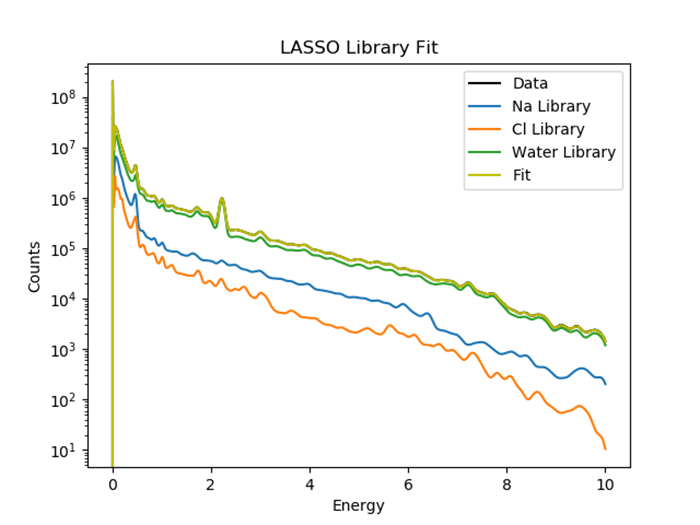 LASSO Library Fit
Data
Na Library
Cl Library
Water Library
Fit
10⁸
10⁷
10⁶
10⁵
10⁴
10³
10²
10¹
Counts
0 2 4 6 8 10
Energy